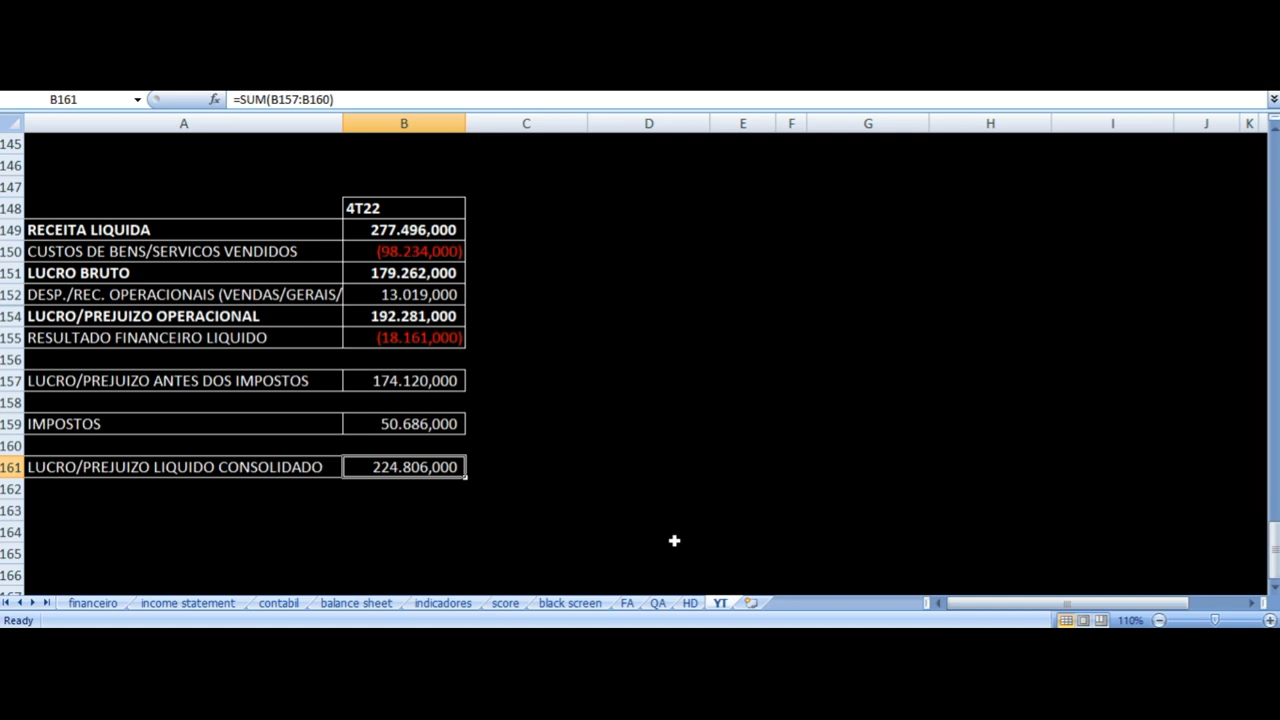 B161 fx =SUM(B157:B160)
A B C D E F G H I J K
145
146
147
148 4T22
149 RECEITA LIQUIDA 277.496,000
150 CUSTOS DE BENS/SERVICOS VENDIDOS (98.234,000)
151 LUCRO BRUTO 179.262,000
152 DESP./REC. OPERACIONAIS (VENDAS/GERAIS/ 13.019,000
154 LUCRO/PREJUIZO OPERACIONAL 192.281,000
155 RESULTADO FINANCEIRO LIQUIDO (18.161,000)
156
157 LUCRO/PREJUIZO ANTES DOS IMPOSTOS 174.120,000
158
159 IMPOSTOS 50.686,000
160
161 LUCRO/PREJUIZO LIQUIDO CONSOLIDADO 224.806,000
162
163
164
165
166
financeiro income statement contabil balance sheet indicadores score black screen FA QA HD YT
Ready 110%